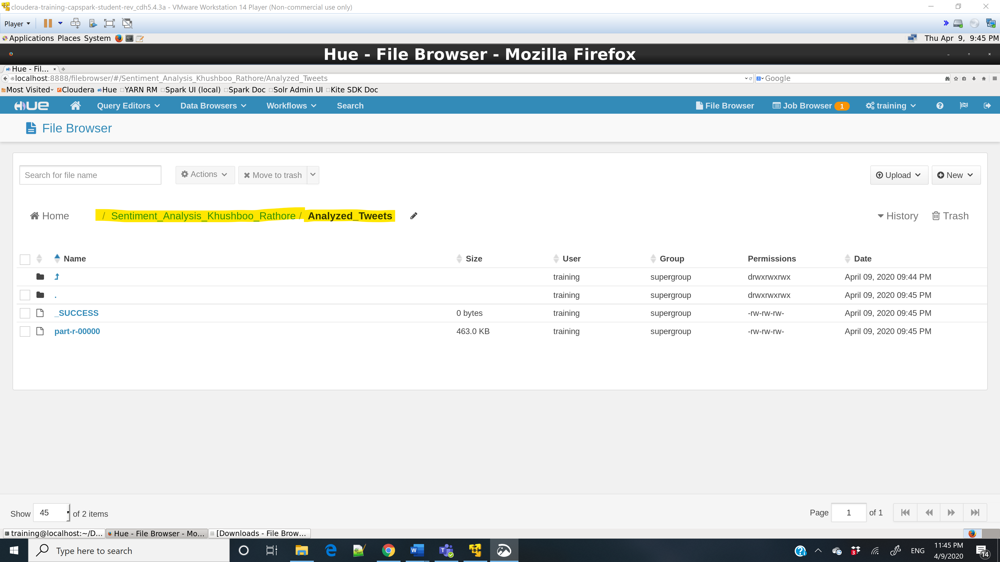 cloudera-training-capspark-student-rev_cdh5.4.3a - VMware Workstation 14 Player (Non-commercial use only)
Player
Applications Places System Thu Apr 9, 9:45 PM
Hue - File Browser - Mozilla Firefox
Hue - Fil...
localhost:8888/filebrowser/#/Sentiment_Analysis_Khushboo_Rathore/Analyzed_Tweets Google
Most Visited Cloudera Hue YARN RM Spark UI (local) Spark Doc Solr Admin UI Kite SDK Doc
HUE Query Editors Data Browsers Workflows Search File Browser Job Browser 1 training
File Browser
Search for file name Actions Move to trash Upload New
Home / Sentiment_Analysis_Khushboo_Rathore / Analyzed_Tweets History Trash
Name Size User Group Permissions Date
training supergroup drwxrwxrwx April 09, 2020 09:44 PM
. training supergroup drwxrwxrwx April 09, 2020 09:45 PM
_SUCCESS 0 bytes training supergroup -rw-rw-rw- April 09, 2020 09:45 PM
part-r-00000 463.0 KB training supergroup -rw-rw-rw- April 09, 2020 09:45 PM
Show 45 of 2 items Page 1 of 1
training@localhost:~/D... Hue - File Browser - Mo... [Downloads - File Brow...
Type here to search 3 ENG 11:45 PM
4/9/2020 14